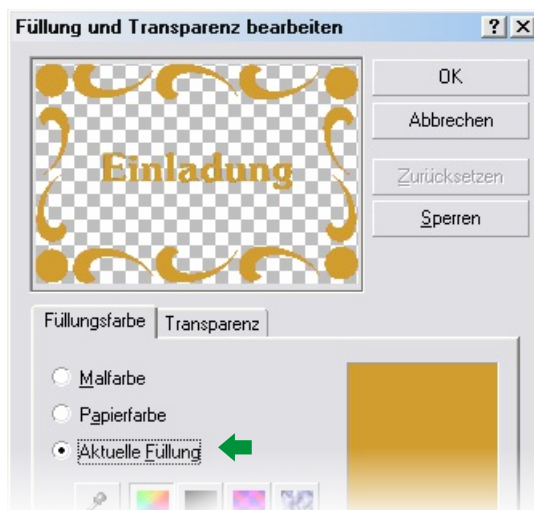 Füllung und Transparenz bearbeiten
Einladung
OK
Abbrechen
Zurücksetzen
Sperren
Füllungsfarbe
Transparenz
Malfarbe
Papierfarbe
Aktuelle Füllung